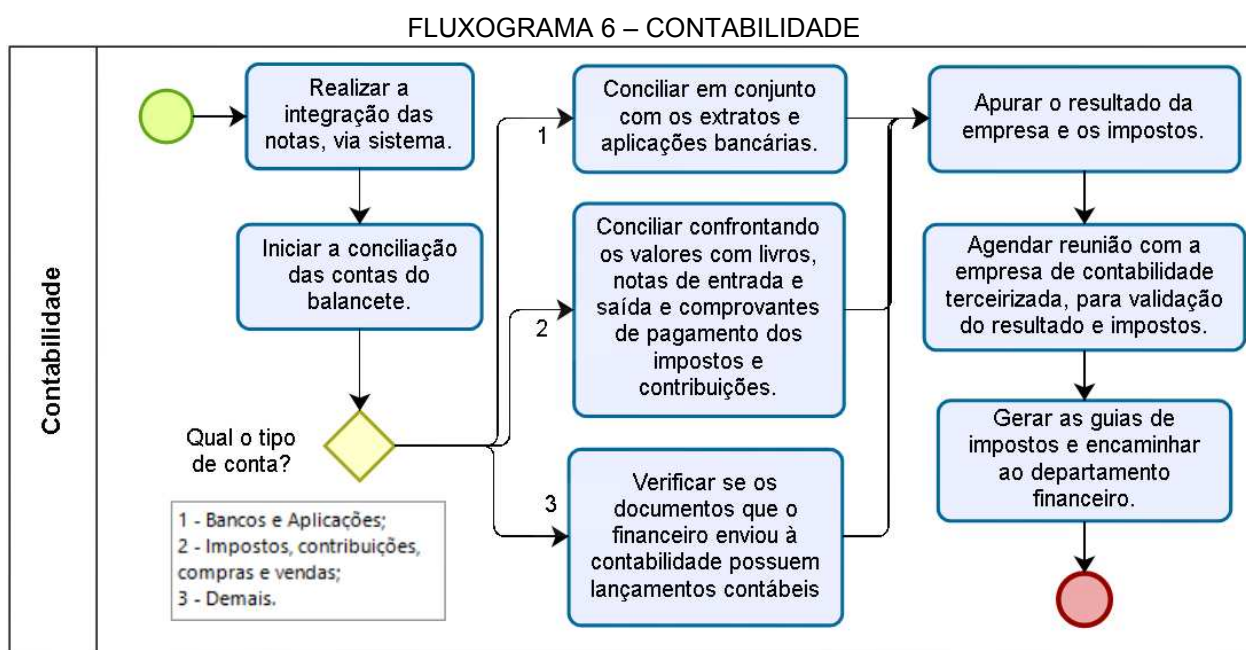 FLUXOGRAMA 6 – CONTABILIDADE
Contabilidade
Realizar a
integração das
notas, via sistema.
Iniciar a conciliação
das contas do
balancete.
Qual o tipo
de conta?
1 - Bancos e Aplicações;
2 - Impostos, contribuições,
compras e vendas;
3 - Demais.
1
Conciliar em conjunto
com os extratos e
aplicações bancárias.
2
Conciliar confrontando
os valores com livros,
notas de entrada e
saída e comprovantes
de pagamento dos
impostos e
contribuições.
3
Verificar se os
documentos que o
financeiro enviou à
contabilidade possuem
lançamentos contábeis
Apurar o resultado da
empresa e os impostos.
Agendar reunião com a
empresa de contabilidade
terceirizada, para validação
do resultado e impostos.
Gerar as guias de
impostos e encaminhar
ao departamento
financeiro.